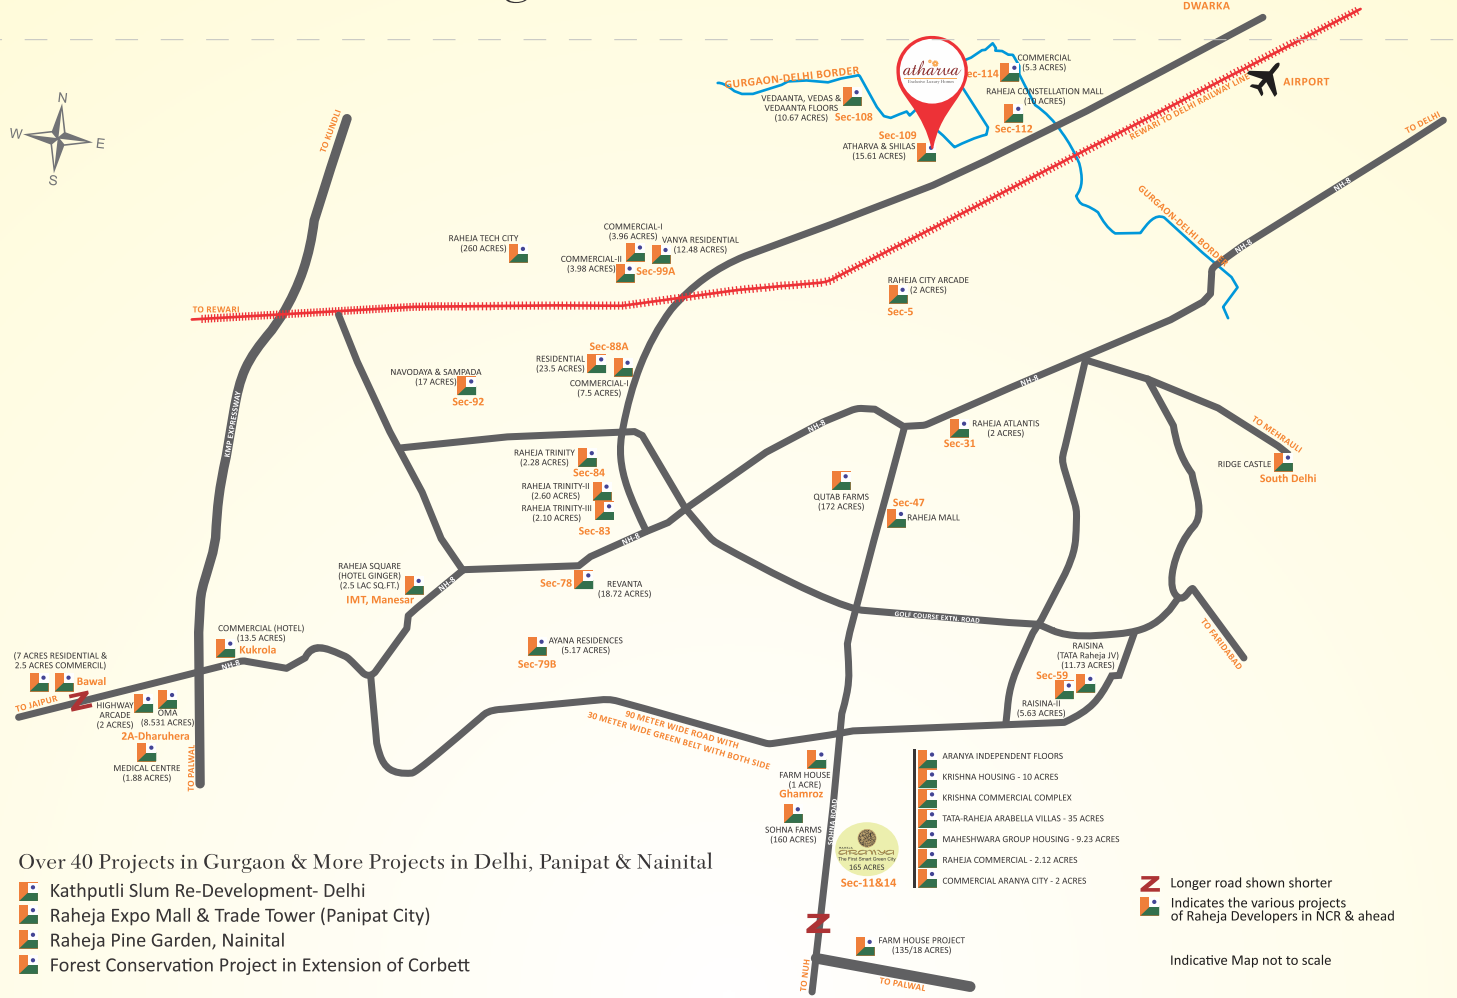 DWARKA
GURGAON-DELHI BORDER
atharva
Sec-114
COMMERCIAL
(5.3 ACRES)
RAHEJA CONSTELLATION MALL
(10 ACRES)
Sec-112
REWARI TO DELHI RAILWAY LINE
AIRPORT
VEDAANTA, VEDAS &
VEDAANTA FLOORS
(10.67 ACRES)
Sec-108
Sec-109
ATHARVA & SHILAS
(15.61 ACRES)
N
W
E
S
TO KUNDLI
TO DELHI
NH-8
GURGAON-DELHI BORDER
NH-8
RAHEJA TECH CITY
(260 ACRES)
COMMERCIAL-I
(3.96 ACRES)
VANYA RESIDENTIAL
(12.48 ACRES)
COMMERCIAL-II
(3.98 ACRES)
Sec-99A
RAHEJA CITY ARCADE
(2 ACRES)
Sec-5
TO REWARI
Sec-88A
RESIDENTIAL
(23.5 ACRES)
COMMERCIAL-I
(7.5 ACRES)
NAVODAYA & SAMPADA
(17 ACRES)
Sec-92
NH-8
KMP EXPRESSWAY
NH-8
RAHEJA ATLANTIS
(2 ACRES)
Sec-31
TO MEHRAULI
RIDGE CASTLE
South Delhi
RAHEJA TRINITY
(2.28 ACRES)
Sec-84
RAHEJA TRINITY-II
(2.60 ACRES)
RAHEJA TRINITY-III
(2.10 ACRES)
Sec-83
QUTAB FARMS
(172 ACRES)
Sec-47
RAHEJA MALL
NH-8
RAHEJA SQUARE
(HOTEL GINGER)
(2.5 LAC SQ.FT.)
IMT, Manesar
NH-8
Sec-78
REVANTA
(18.72 ACRES)
GOLF COURSE EXTN. ROAD
TO FARIDABAD
COMMERCIAL (HOTEL)
(13.5 ACRES)
Kukrola
NH-8
AYANA RESIDENCES
(5.17 ACRES)
Sec-79B
RAISINA
(TATA Raheja JV)
(11.73 ACRES)
Sec-59
RAISINA-II
(5.63 ACRES)
(7 ACRES RESIDENTIAL &
2.5 ACRES COMMERCIL)
Bawal
TO JAIPUR
HIGHWAY
ARCADE
(2 ACRES)
OMA
(8.531 ACRES)
2A-Dharuhera
MEDICAL CENTRE
(1.88 ACRES)
TO PALWAL
90 METER WIDE ROAD WITH
30 METER WIDE GREEN BELT WITH BOTH SIDE
FARM HOUSE
(1 ACRE)
Ghamroz
SOHNA FARMS
(160 ACRES)
SOHNA ROAD
RAHEJA
aranya
The First Smart Green City
165 ACRES
Sec-11&14
ARANYA INDEPENDENT FLOORS
KRISHNA HOUSING - 10 ACRES
KRISHNA COMMERCIAL COMPLEX
TATA-RAHEJA ARABELLA VILLAS - 35 ACRES
MAHESHWARA GROUP HOUSING - 9.23 ACRES
RAHEJA COMMERCIAL - 2.12 ACRES
COMMERCIAL ARANYA CITY - 2 ACRES
FARM HOUSE PROJECT
(135/18 ACRES)
TO NUH
TO PALWAL
Over 40 Projects in Gurgaon & More Projects in Delhi, Panipat & Nainital
Kathputli Slum Re-Development- Delhi
Raheja Expo Mall & Trade Tower (Panipat City)
Raheja Pine Garden, Nainital
Forest Conservation Project in Extension of Corbett
Longer road shown shorter
Indicates the various projects
of Raheja Developers in NCR & ahead
Indicative Map not to scale